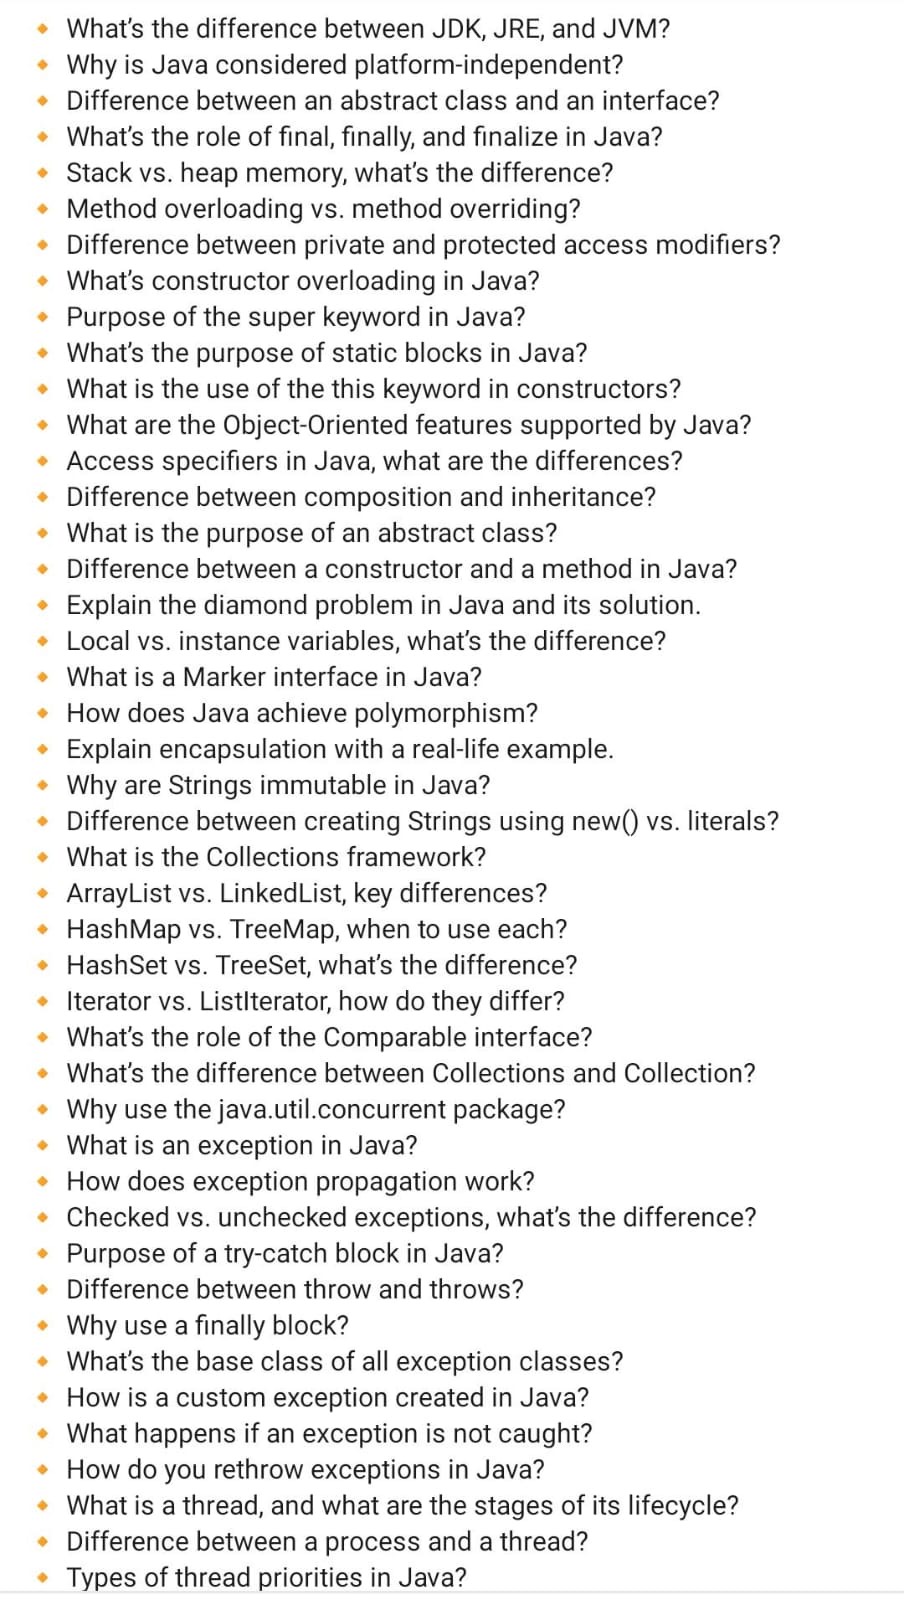 What's the difference between JDK, JRE, and JVM?
Why is Java considered platform-independent?
Difference between an abstract class and an interface?
What's the role of final, finally, and finalize in Java?
Stack vs. heap memory, what's the difference?
Method overloading vs. method overriding?
Difference between private and protected access modifiers?
What's constructor overloading in Java?
Purpose of the super keyword in Java?
What's the purpose of static blocks in Java?
What is the use of the this keyword in constructors?
What are the Object-Oriented features supported by Java?
Access specifiers in Java, what are the differences?
Difference between composition and inheritance?
What is the purpose of an abstract class?
Difference between a constructor and a method in Java?
Explain the diamond problem in Java and its solution.
Local vs. instance variables, what's the difference?
What is a Marker interface in Java?
How does Java achieve polymorphism?
Explain encapsulation with a real-life example.
Why are Strings immutable in Java?
Difference between creating Strings using new() vs. literals?
What is the Collections framework?
ArrayList vs. LinkedList, key differences?
HashMap vs. TreeMap, when to use each?
HashSet vs. TreeSet, what's the difference?
Iterator vs. ListIterator, how do they differ?
What's the role of the Comparable interface?
What's the difference between Collections and Collection?
Why use the java.util.concurrent package?
What is an exception in Java?
How does exception propagation work?
Checked vs. unchecked exceptions, what's the difference?
Purpose of a try-catch block in Java?
Difference between throw and throws?
Why use a finally block?
What's the base class of all exception classes?
How is a custom exception created in Java?
What happens if an exception is not caught?
How do you rethrow exceptions in Java?
What is a thread, and what are the stages of its lifecycle?
Difference between a process and a thread?
Types of thread priorities in Java?